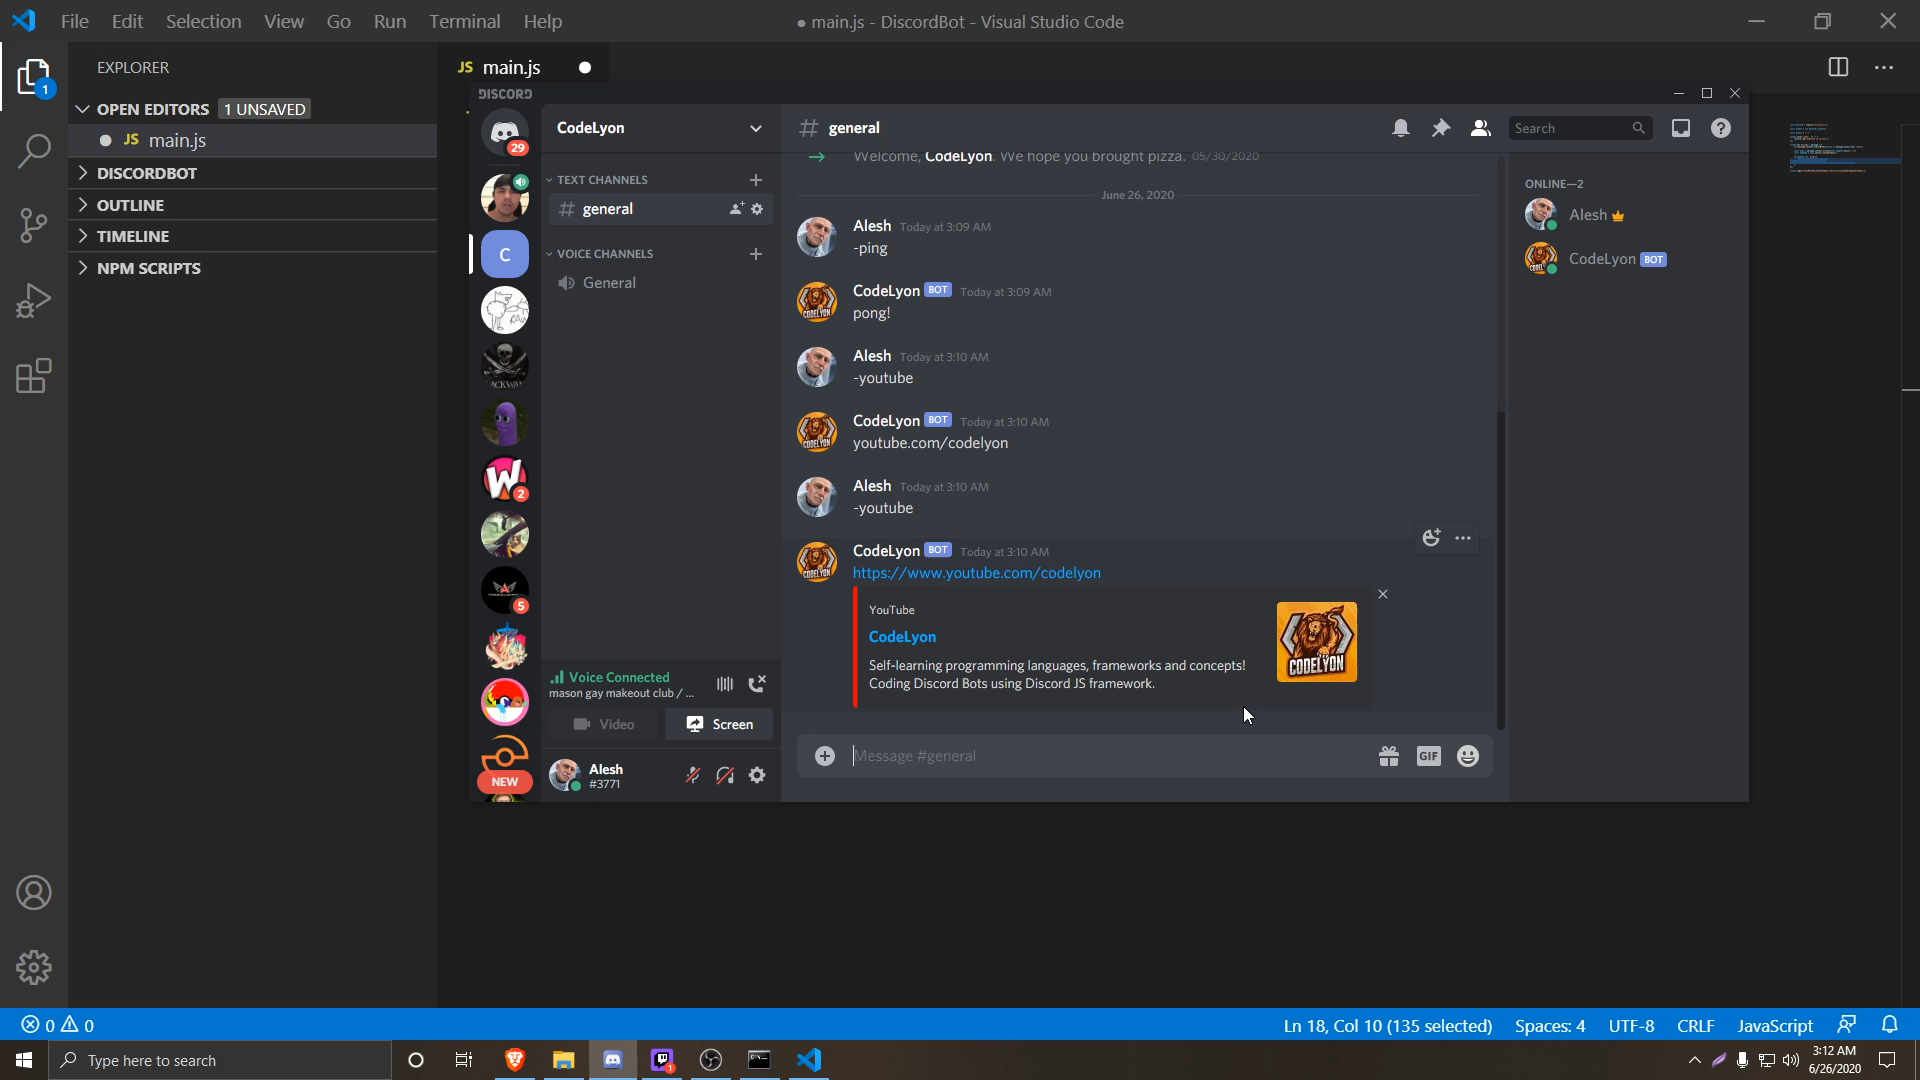 File Edit Selection View Go Run Terminal Help
● main.js - DiscordBot - Visual Studio Code
EXPLORER
OPEN EDITORS 1 UNSAVED
JS main.js
DISCORDBOT
OUTLINE
TIMELINE
NPM SCRIPTS
1
JS main.js
DISCORD
29
C
2
5
NEW
CodeLyon
TEXT CHANNELS
general
VOICE CHANNELS
General
Voice Connected
mason gay makeout club / ...
Video
Screen
Alesh
#3771
# general
Search
Welcome, CodeLyon. We hope you brought pizza. 05/30/2020
June 26, 2020
Alesh Today at 3:09 AM
-ping
CodeLyon BOT Today at 3:09 AM
pong!
Alesh Today at 3:10 AM
-youtube
CodeLyon BOT Today at 3:10 AM
youtube.com/codelyon
Alesh Today at 3:10 AM
-youtube
CodeLyon BOT Today at 3:10 AM
https://www.youtube.com/codelyon
YouTube
CodeLyon
Self-learning programming languages, frameworks and concepts!
Coding Discord Bots using Discord JS framework.
CODELYON
Message #general
GIF
ONLINE—2
Alesh
CodeLyon BOT
0 0
Ln 18, Col 10 (135 selected) Spaces: 4 UTF-8 CRLF JavaScript
Type here to search
1
3:12 AM
6/26/2020